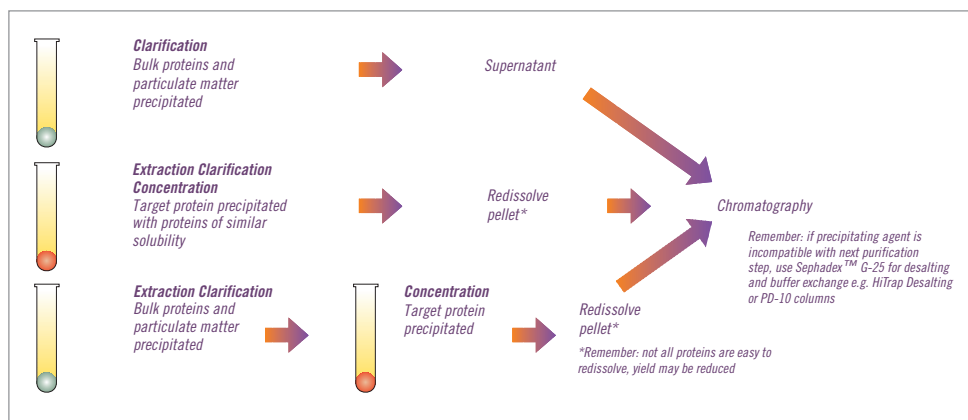 Clarification
Bulk proteins and
particulate matter
precipitated
Supernatant
Extraction Clarification
Concentration
Target protein precipitated
with proteins of similar
solubility
Redissolve
pellet*
Chromatography
Remember: if precipitating agent is
incompatible with next purification
step, use Sephadex™ G-25 for desalting
and buffer exchange e.g. HiTrap Desalting
or PD-10 columns
Extraction Clarification
Bulk proteins and
particulate matter
precipitated
Concentration
Target protein
precipitated
Redissolve
pellet*
*Remember: not all proteins are easy to
redissolve, yield may be reduced